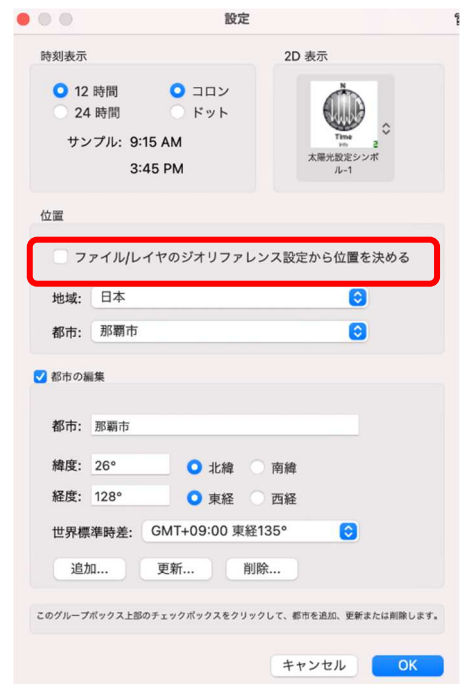 設定
時刻表示
12 時間
コロン
24 時間
ドット
サンプル: 9:15 AM
3:45 PM
2D 表示
N
Time
Info
2
太陽光設定シンボ
ル-1
位置
ファイル/レイヤのジオリファレンス設定から位置を決める
地域: 日本
都市: 那覇市
都市の編集
都市: 那覇市
緯度: 26° 北緯 南緯
経度: 128° 東経 西経
世界標準時差: GMT+09:00 東経135°
追加... 更新... 削除...
このグループボックス上部のチェックボックスをクリックして、都市を追加、更新または削除します。
キャンセル OK